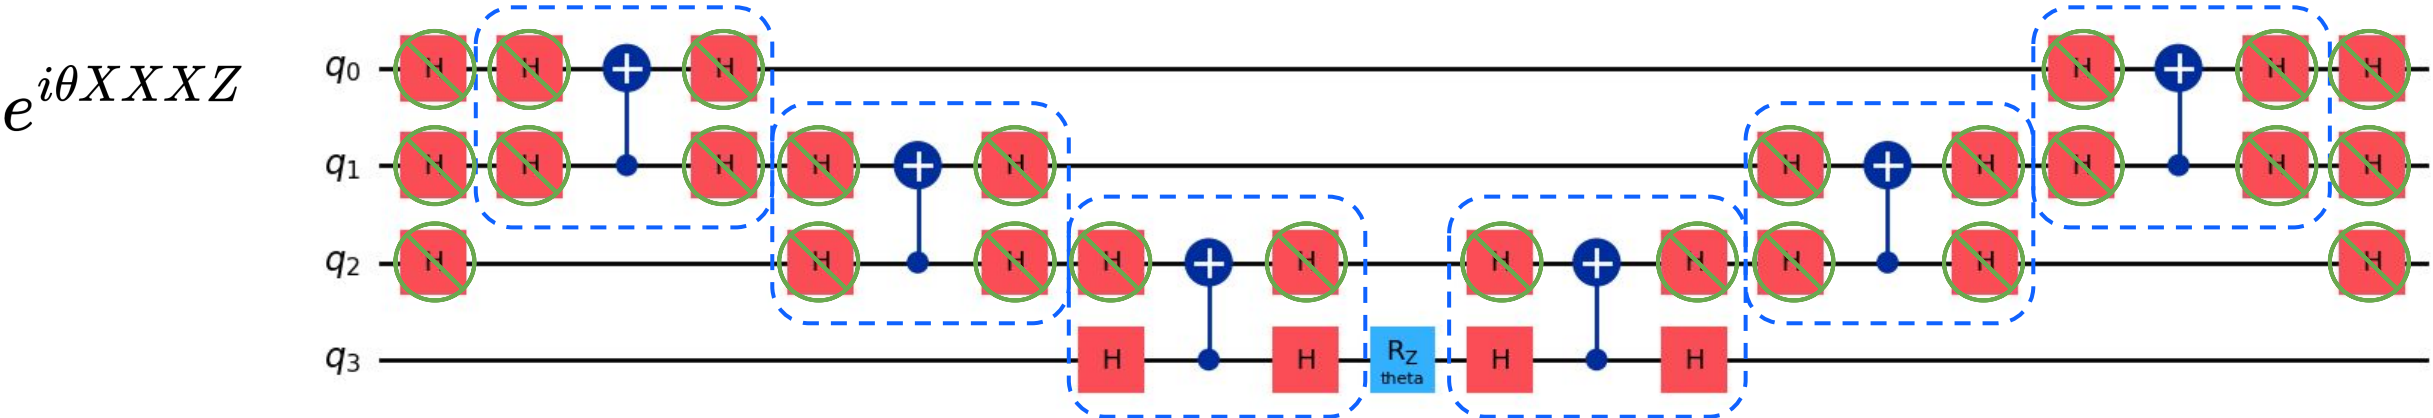 e^{iθXXXZ}
q₀ H H H H H H
q₁ H H H H H H H H H H
q₂ H H H H H H H H H H
q₃ H H R_Z H H
theta